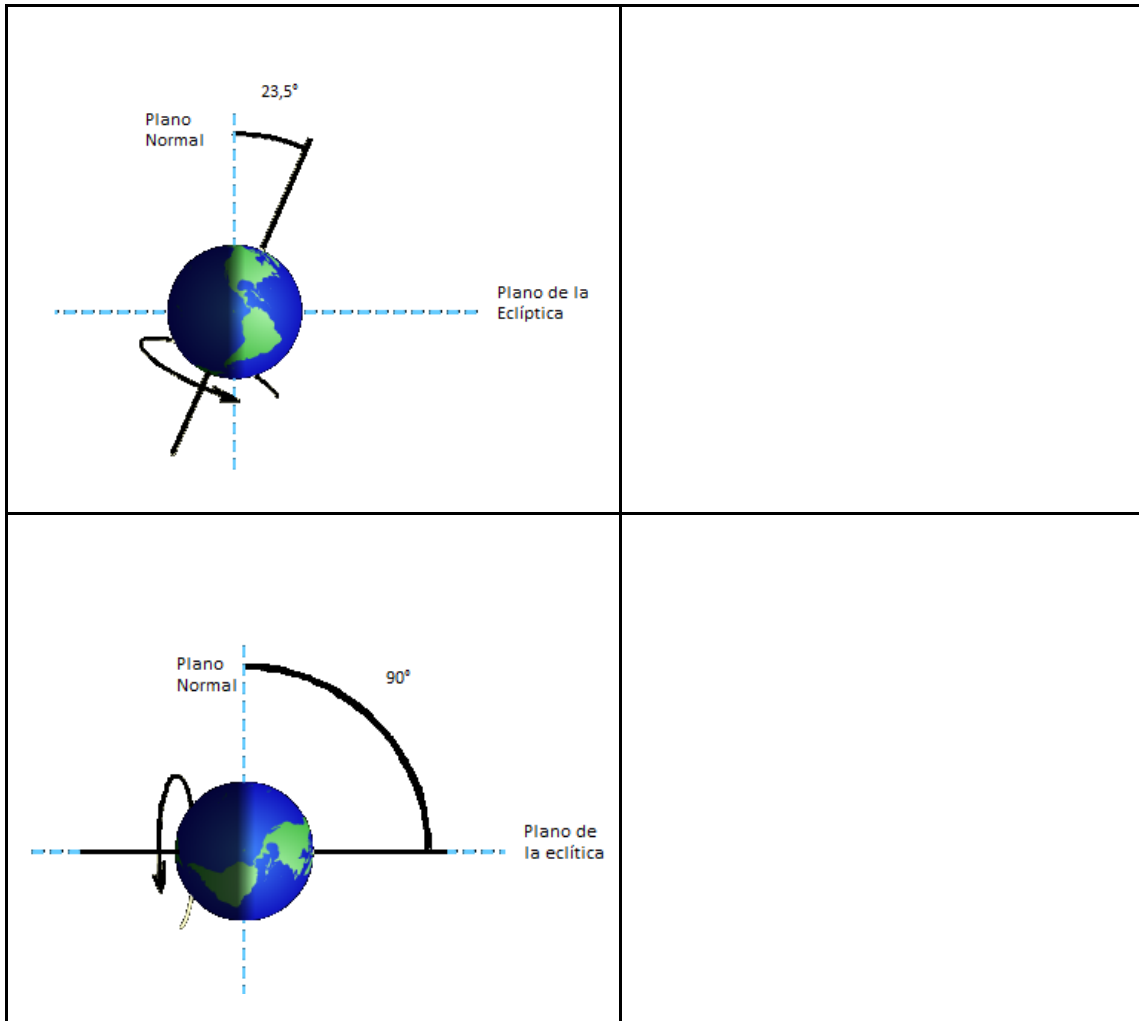 23,5°
Plano
Normal
Plano de la
Eclíptica
Plano
Normal
90°
Plano de
la eclítica